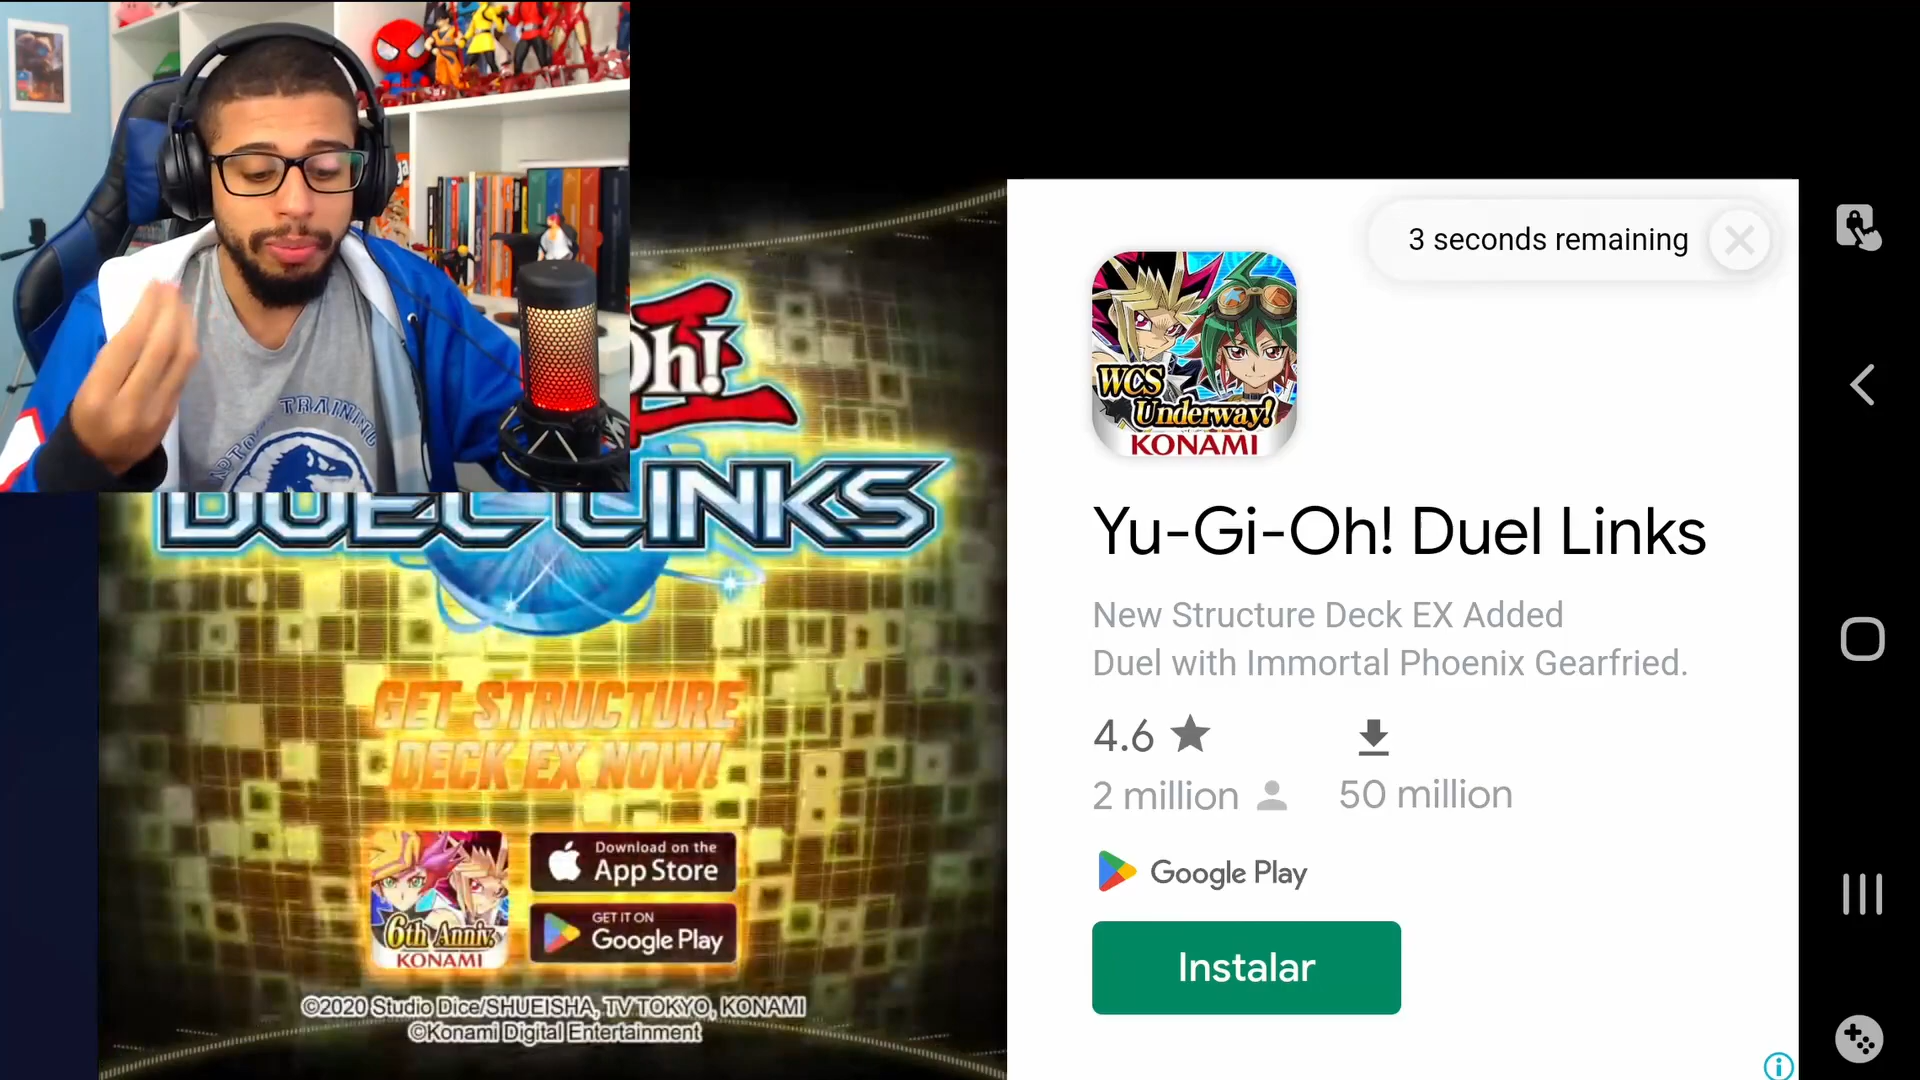 TRAINING
Oh!
DUEL LINKS
GET STRUCTURE
DECK EX NOW!
6th Anniv.
KONAMI
Download on the
App Store
GET IT ON
Google Play
©2020 Studio Dice/SHUEISHA, TV TOKYO, KONAMI
©Konami Digital Entertainment
3 seconds remaining
WCS
Underway!
KONAMI
Yu-Gi-Oh! Duel Links
New Structure Deck EX Added
Duel with Immortal Phoenix Gearfried.
4.6
2 million
50 million
Google Play
Instalar